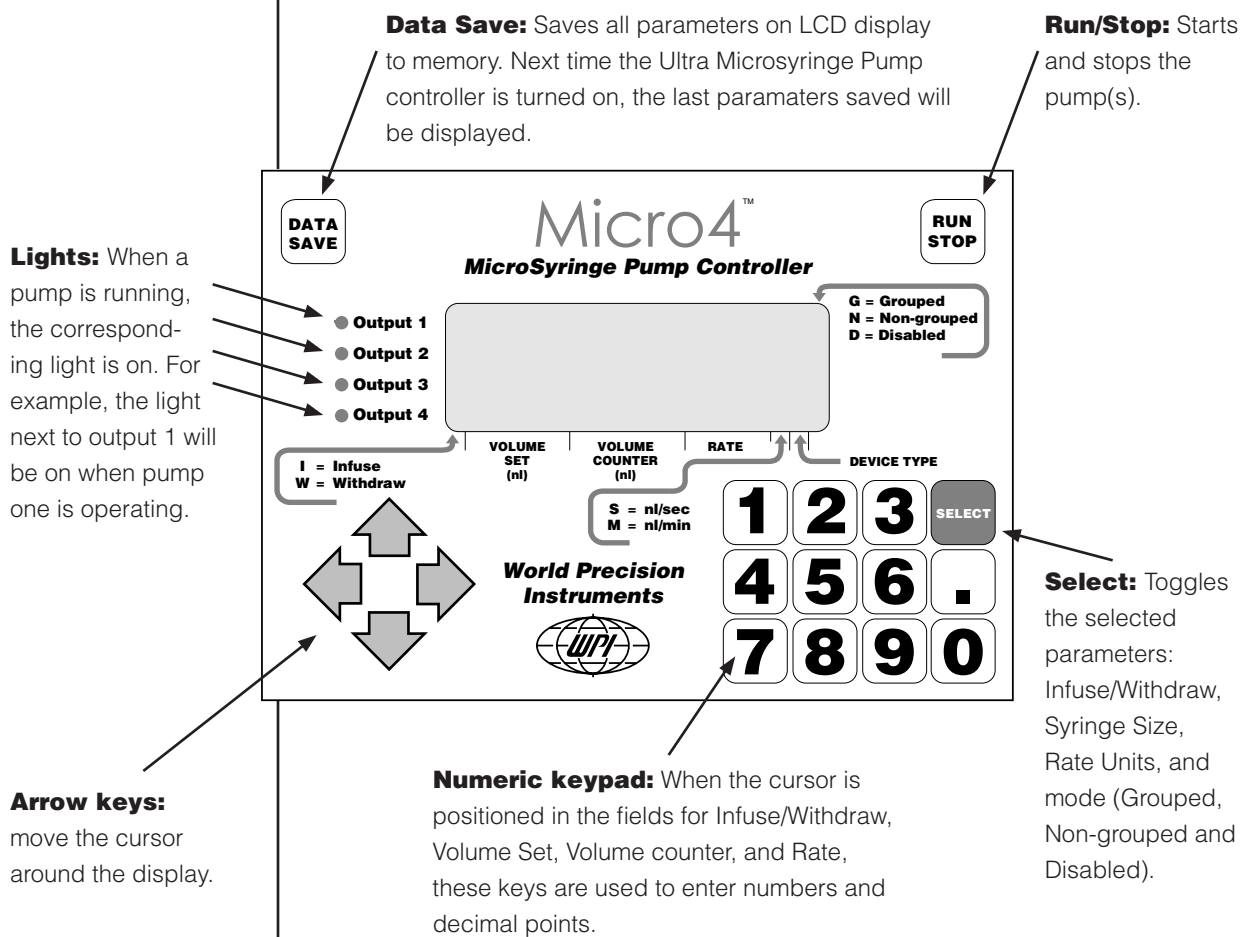 Data Save: Saves all parameters on LCD display
to memory. Next time the Ultra Microsyringe Pump
controller is turned on, the last paramaters saved will
be displayed.
Run/Stop: Starts
and stops the
pump(s).
DATA
SAVE
Micro4™
MicroSyringe Pump Controller
RUN
STOP
Lights: When a
pump is running,
the correspond-
ing light is on. For
example, the light
next to output 1 will
be on when pump
one is operating.
Output 1
Output 2
Output 3
Output 4
G = Grouped
N = Non-grouped
D = Disabled
I = Infuse
W = Withdraw
VOLUME
SET
(nl)
VOLUME
COUNTER
(nl)
RATE
DEVICE TYPE
S = nl/sec
M = nl/min
1 2 3 SELECT
4 5 6 .
7 8 9 0
World Precision
Instruments
WPI
Select: Toggles
the selected
parameters:
Infuse/Withdraw,
Syringe Size,
Rate Units, and
mode (Grouped,
Non-grouped and
Disabled).
Arrow keys:
move the cursor
around the display.
Numeric keypad: When the cursor is
positioned in the fields for Infuse/Withdraw,
Volume Set, Volume counter, and Rate,
these keys are used to enter numbers and
decimal points.